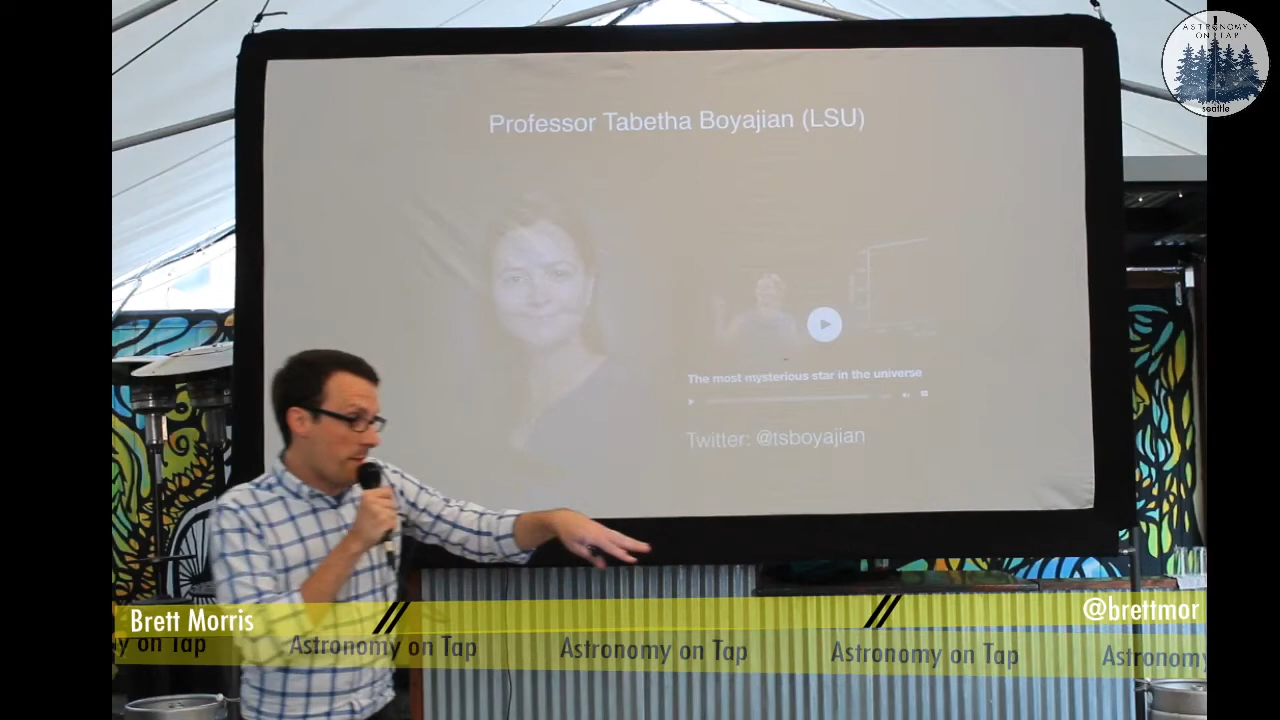 ASTRONOMY
ON TAP
seattle
Professor Tabetha Boyajian (LSU)
The most mysterious star in the universe
Twitter: @tsboyajian
Brett Morris // // @brettmor
y on Tap Astronomy on Tap Astronomy on Tap Astronomy on Tap Astronomy